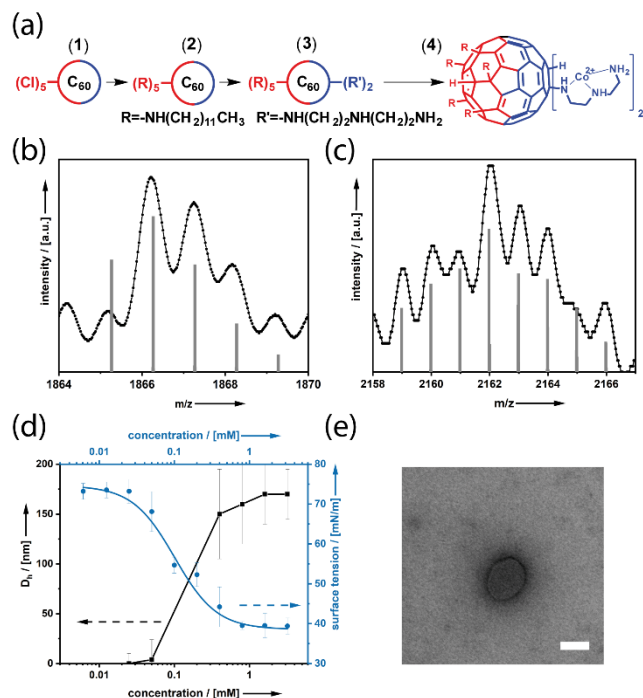 (a)
(1) (2) (3) (4)
(Cl)5 C60 (R)5 C60 (R)5 C60 (R')2
R=-NH(CH2)11CH3 R'=-NH(CH2)2NH(CH2)2NH2
R R R R R H H Co2+ NH2 H N NH 2
(b) (c)
intensity / [a.u.] intensity / [a.u.]
1864 1866 1868 1870 2158 2160 2162 2164 2166
m/z m/z
(d) (e)
concentration / [mM]
0.01 0.1 1
200 150 100 50 0
Dh / [nm]
80 70 60 50 40 30
surface tension / [mN/m]
0.01 0.1 1
concentration / [mM]